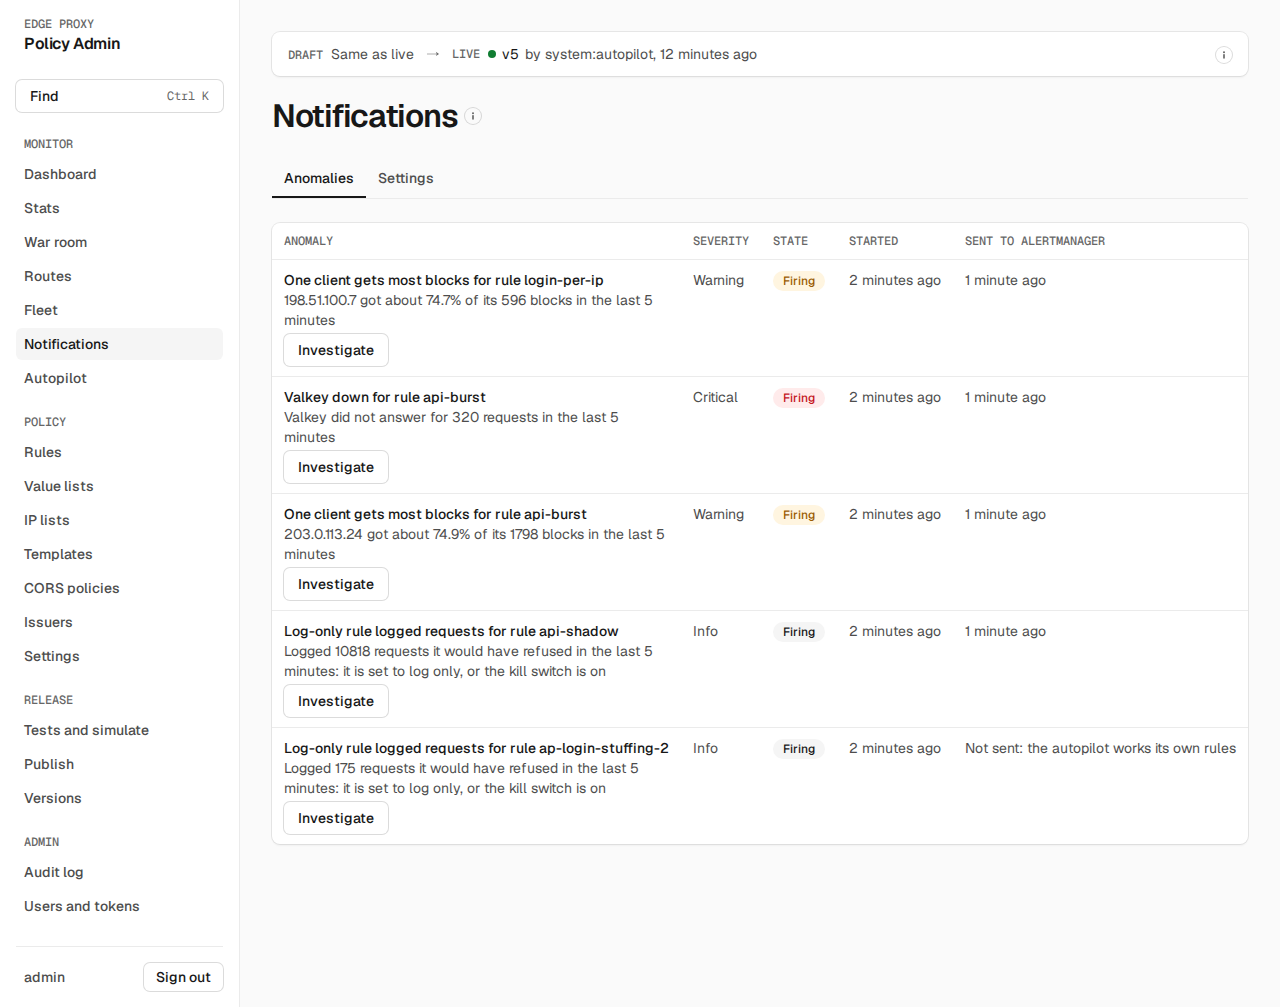 EDGE PROXY
Policy Admin
Find Ctrl K
MONITOR
Dashboard
Stats
War room
Routes
Fleet
Notifications
Autopilot
POLICY
Rules
Value lists
IP lists
Templates
CORS policies
Issuers
Settings
RELEASE
Tests and simulate
Publish
Versions
ADMIN
Audit log
Users and tokens
admin Sign out
DRAFT Same as live → LIVE v5 by system:autopilot, 12 minutes ago
Notifications
Anomalies Settings
ANOMALY SEVERITY STATE STARTED SENT TO ALERTMANAGER
One client gets most blocks for rule login-per-ip Warning Firing 2 minutes ago 1 minute ago
198.51.100.7 got about 74.7% of its 596 blocks in the last 5
minutes
Investigate
Valkey down for rule api-burst Critical Firing 2 minutes ago 1 minute ago
Valkey did not answer for 320 requests in the last 5
minutes
Investigate
One client gets most blocks for rule api-burst Warning Firing 2 minutes ago 1 minute ago
203.0.113.24 got about 74.9% of its 1798 blocks in the last 5
minutes
Investigate
Log-only rule logged requests for rule api-shadow Info Firing 2 minutes ago 1 minute ago
Logged 10818 requests it would have refused in the last 5
minutes: it is set to log only, or the kill switch is on
Investigate
Log-only rule logged requests for rule ap-login-stuffing-2 Info Firing 2 minutes ago Not sent: the autopilot works its own rules
Logged 175 requests it would have refused in the last 5
minutes: it is set to log only, or the kill switch is on
Investigate